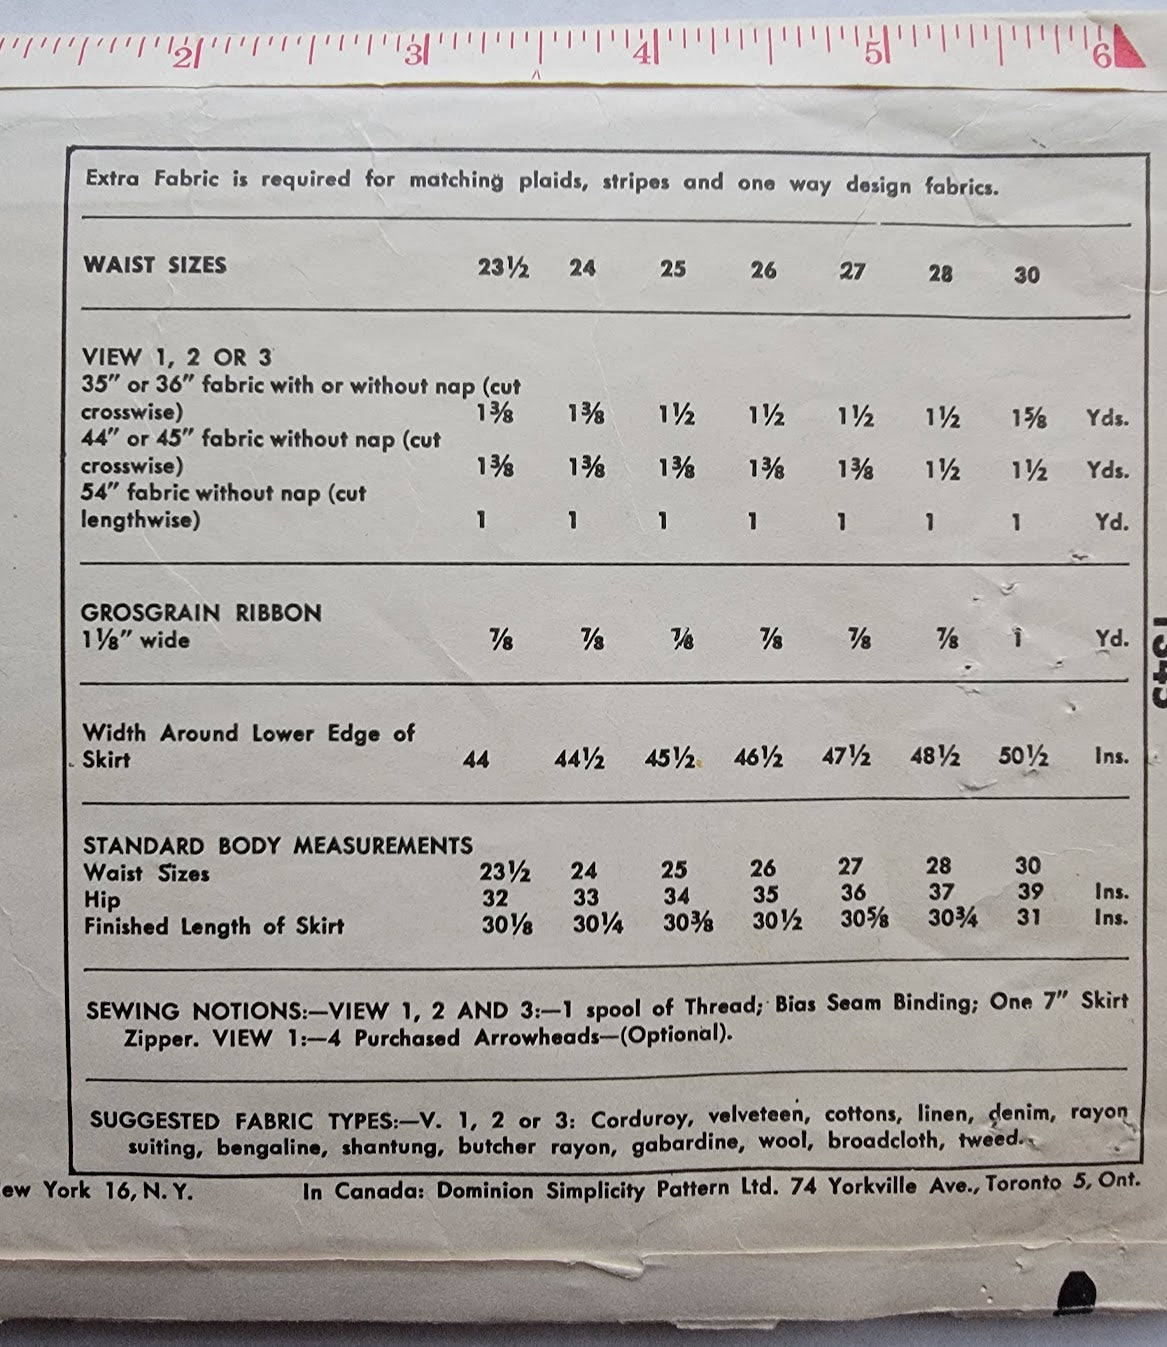 2 3 4 5 6
Extra Fabric is required for matching plaids, stripes and one way design fabrics.
WAIST SIZES 23½ 24 25 26 27 28 30
VIEW 1, 2 OR 3
35″ or 36″ fabric with or without nap (cut
crosswise) 1⅜ 1⅜ 1½ 1½ 1½ 1½ 1⅝ Yds.
44″ or 45″ fabric without nap (cut
crosswise) 1⅜ 1⅜ 1⅜ 1⅜ 1⅜ 1½ 1½ Yds.
54″ fabric without nap (cut
lengthwise) 1 1 1 1 1 1 1 Yd.
GROSGRAIN RIBBON
1⅛″ wide ⅞ ⅞ ⅞ ⅞ ⅞ ⅞ 1 Yd.
Width Around Lower Edge of
Skirt 44 44½ 45½ 46½ 47½ 48½ 50½ Ins.
STANDARD BODY MEASUREMENTS
Waist Sizes 23½ 24 25 26 27 28 30
Hip 32 33 34 35 36 37 39 Ins.
Finished Length of Skirt 30⅛ 30¼ 30⅜ 30½ 30⅝ 30¾ 31 Ins.
SEWING NOTIONS:—VIEW 1, 2 AND 3:—1 spool of Thread; Bias Seam Binding; One 7″ Skirt
Zipper. VIEW 1:—4 Purchased Arrowheads—(Optional).
SUGGESTED FABRIC TYPES:—V. 1, 2 or 3: Corduroy, velveteen, cottons, linen, denim, rayon
suiting, bengaline, shantung, butcher rayon, gabardine, wool, broadcloth, tweed.
ew York 16, N. Y. In Canada: Dominion Simplicity Pattern Ltd. 74 Yorkville Ave., Toronto 5, Ont.